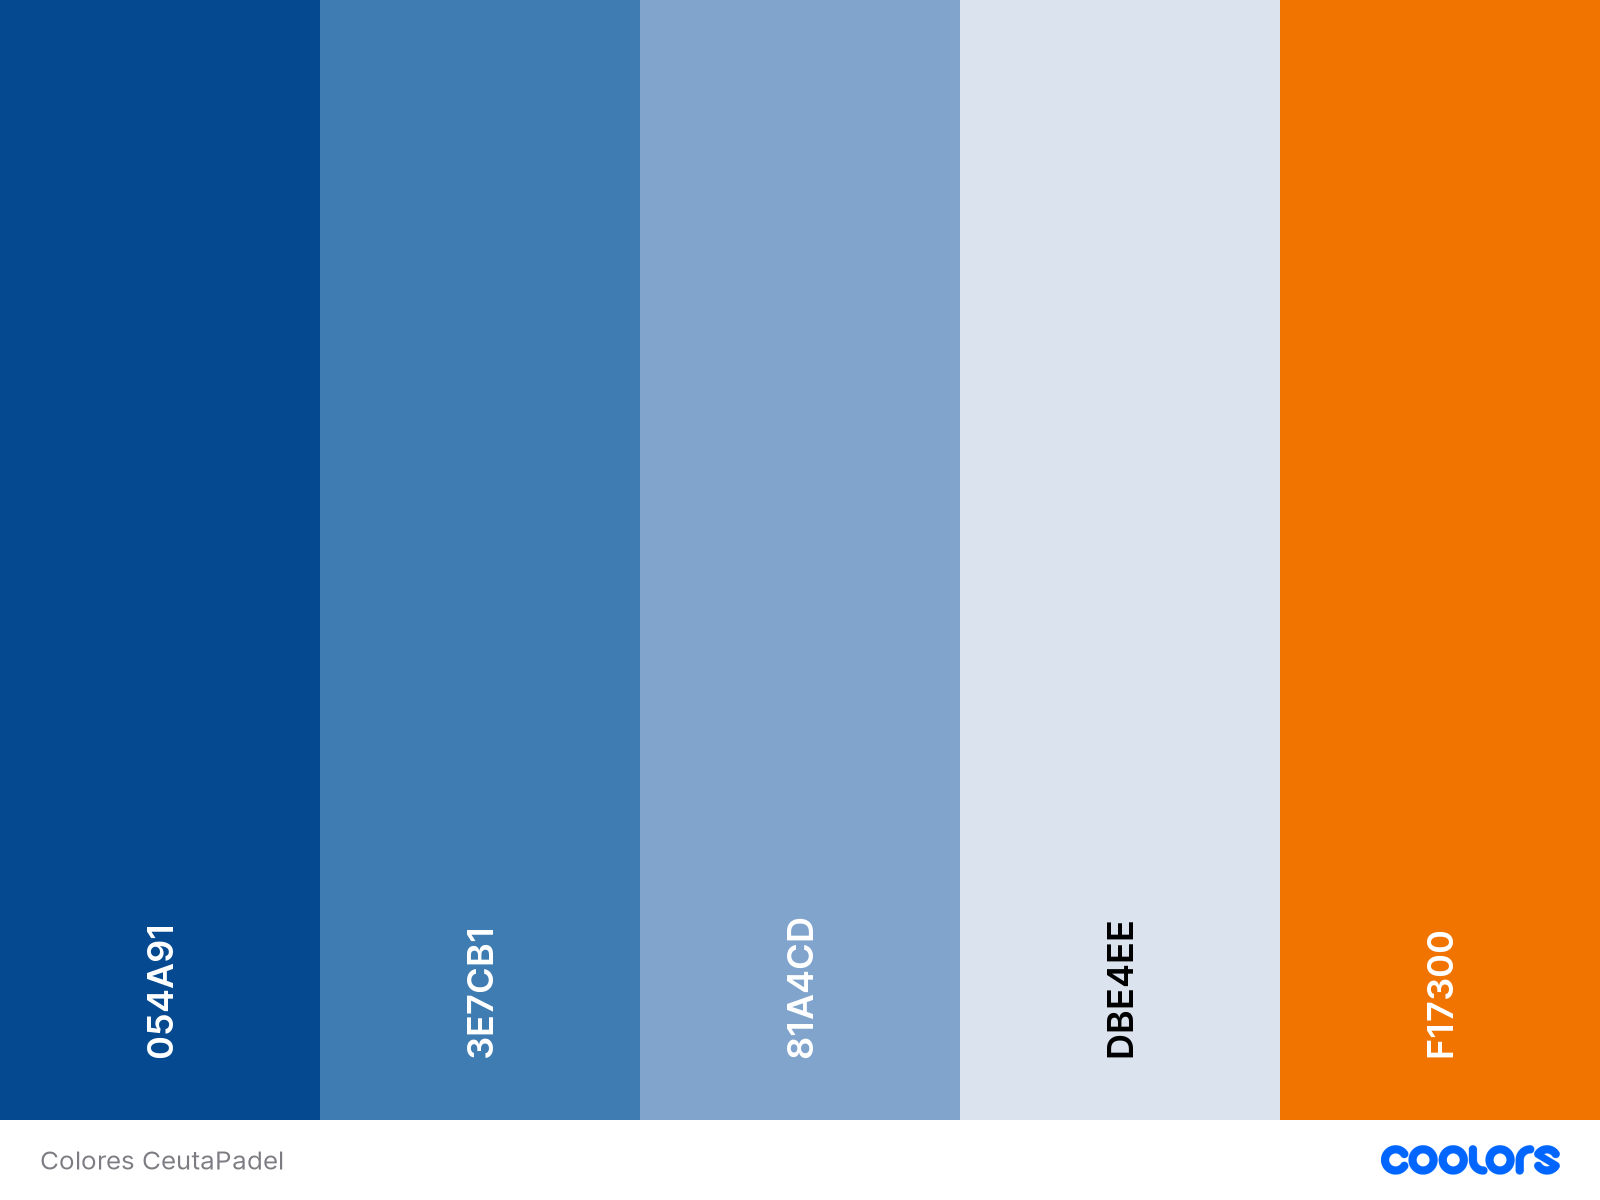 054A91
3E7CB1
81A4CD
DBE4EE
F17300
Colores CeutaPadel
coolors